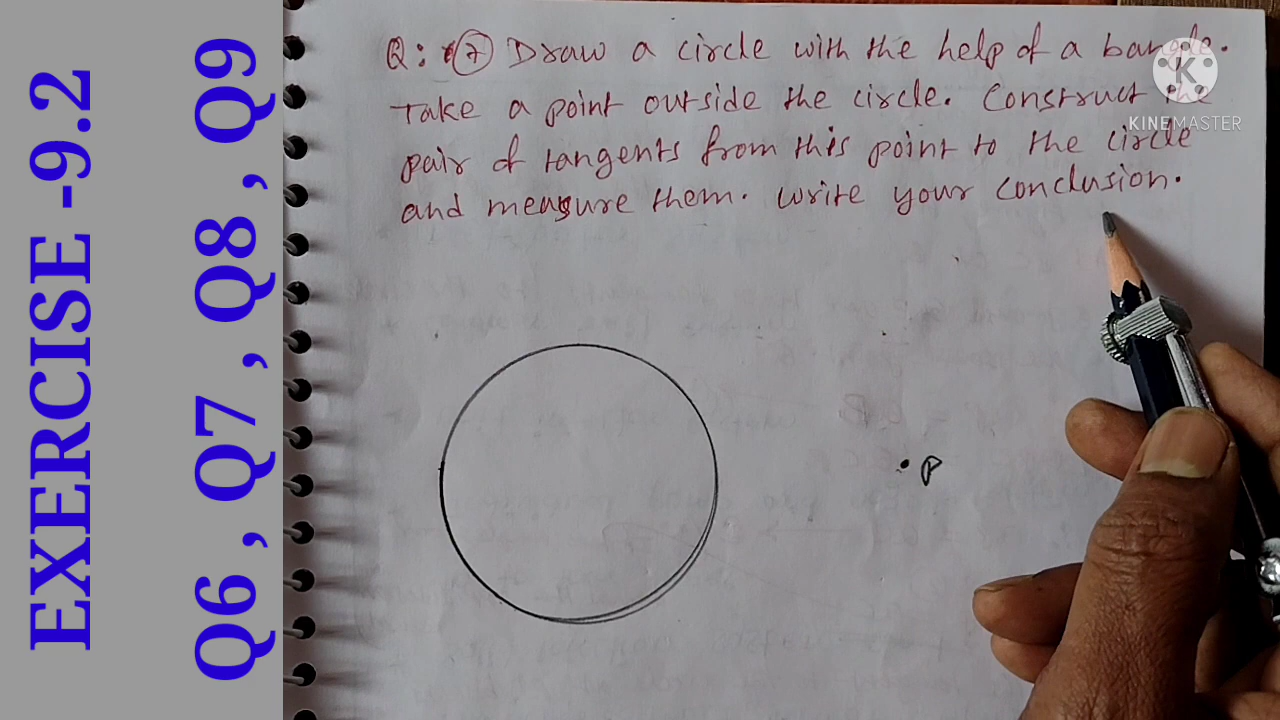 EXERCISE -9.2
Q6 , Q7 , Q8 , Q9
Q: 7 Draw a circle with the help of a bangle.
Take a point outside the circle. Construct the
pair of tangents from this point to the circle
and measure them. Write your conclusion.
K
KINEMASTER
P